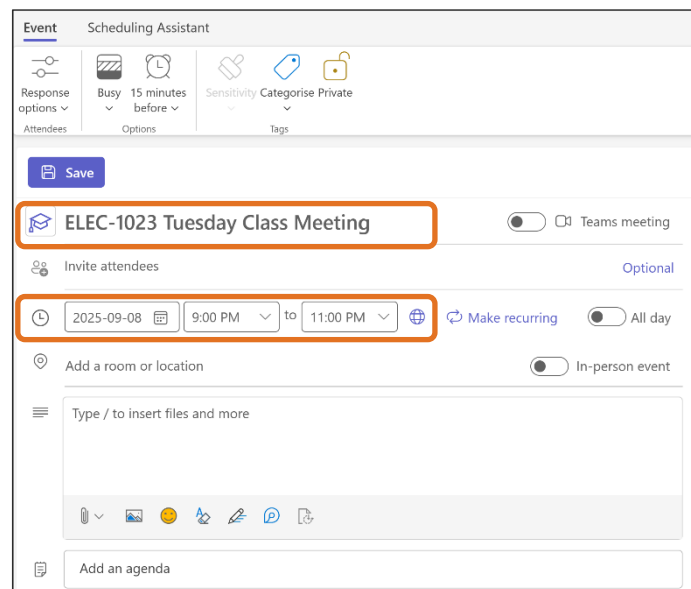 Event Scheduling Assistant
Response options
Busy
15 minutes before
Sensitivity
Categorise
Private
Attendees
Options
Tags
Save
ELEC-1023 Tuesday Class Meeting
Teams meeting
Invite attendees
Optional
2025-09-08 9:00 PM to 11:00 PM
Make recurring
All day
Add a room or location
In-person event
Type / to insert files and more
Add an agenda